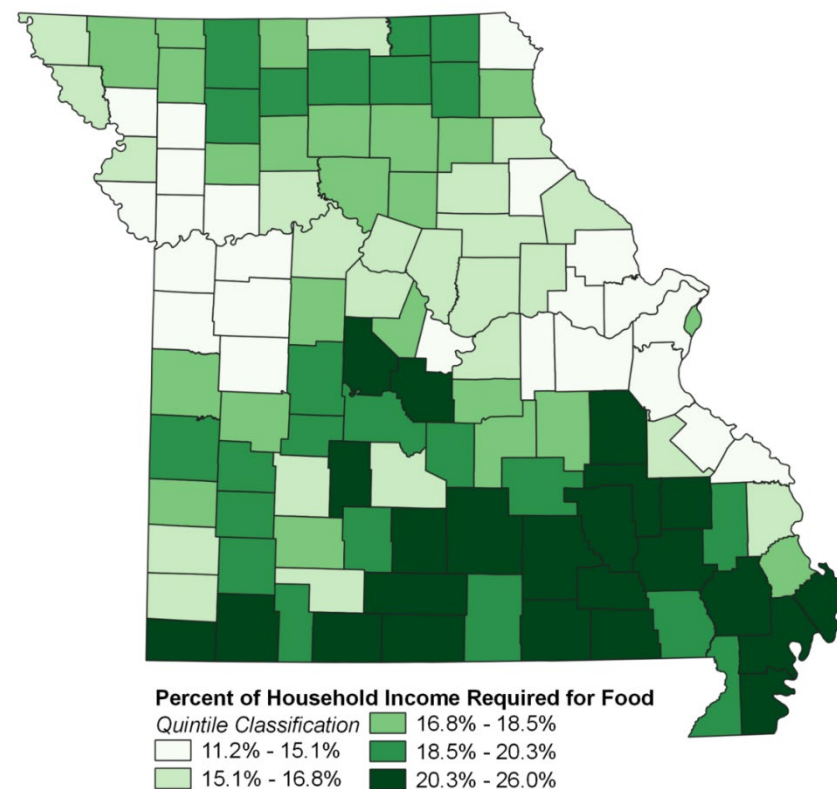 Percent of Household Income Required for Food
Quintile Classification
11.2% - 15.1%
15.1% - 16.8%
16.8% - 18.5%
18.5% - 20.3%
20.3% - 26.0%